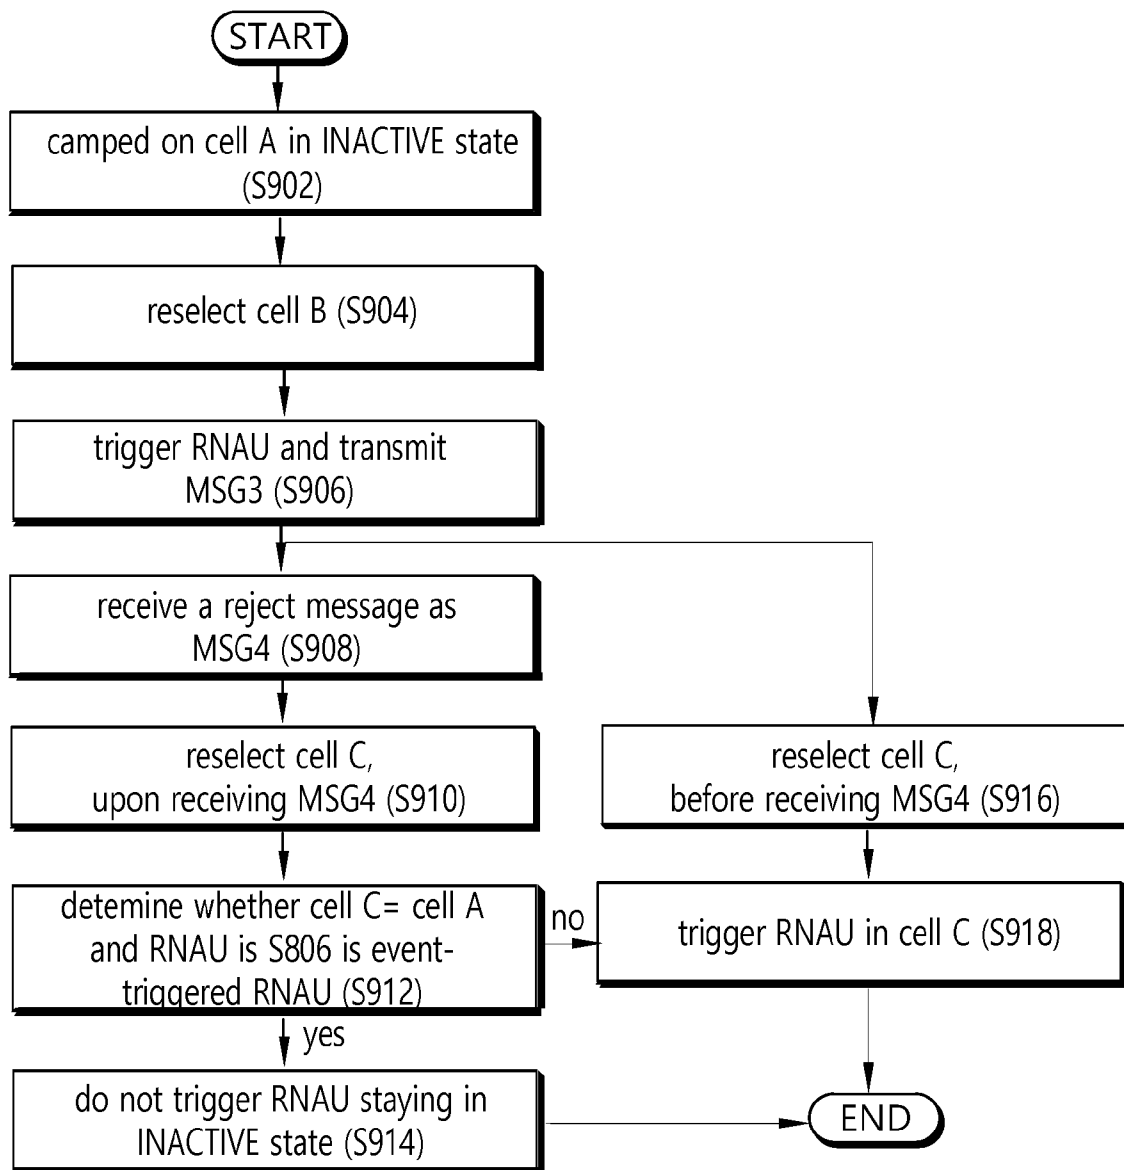 START
camped on cell A in INACTIVE state
(S902)
reselect cell B (S904)
trigger RNAU and transmit
MSG3 (S906)
receive a reject message as
MSG4 (S908)
reselect cell C,
upon receiving MSG4 (S910)
reselect cell C,
before receiving MSG4 (S916)
detemine whether cell C= cell A
and RNAU is S806 is event-
triggered RNAU (S912)
no
trigger RNAU in cell C (S918)
yes
do not trigger RNAU staying in
INACTIVE state (S914)
END